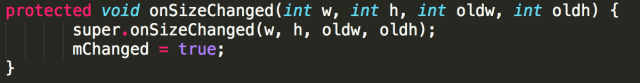 protected void onSizeChanged(int w, int h, int oldw, int oldh) {
        super.onSizeChanged(w, h, oldw, oldh);
        mChanged = true;
}